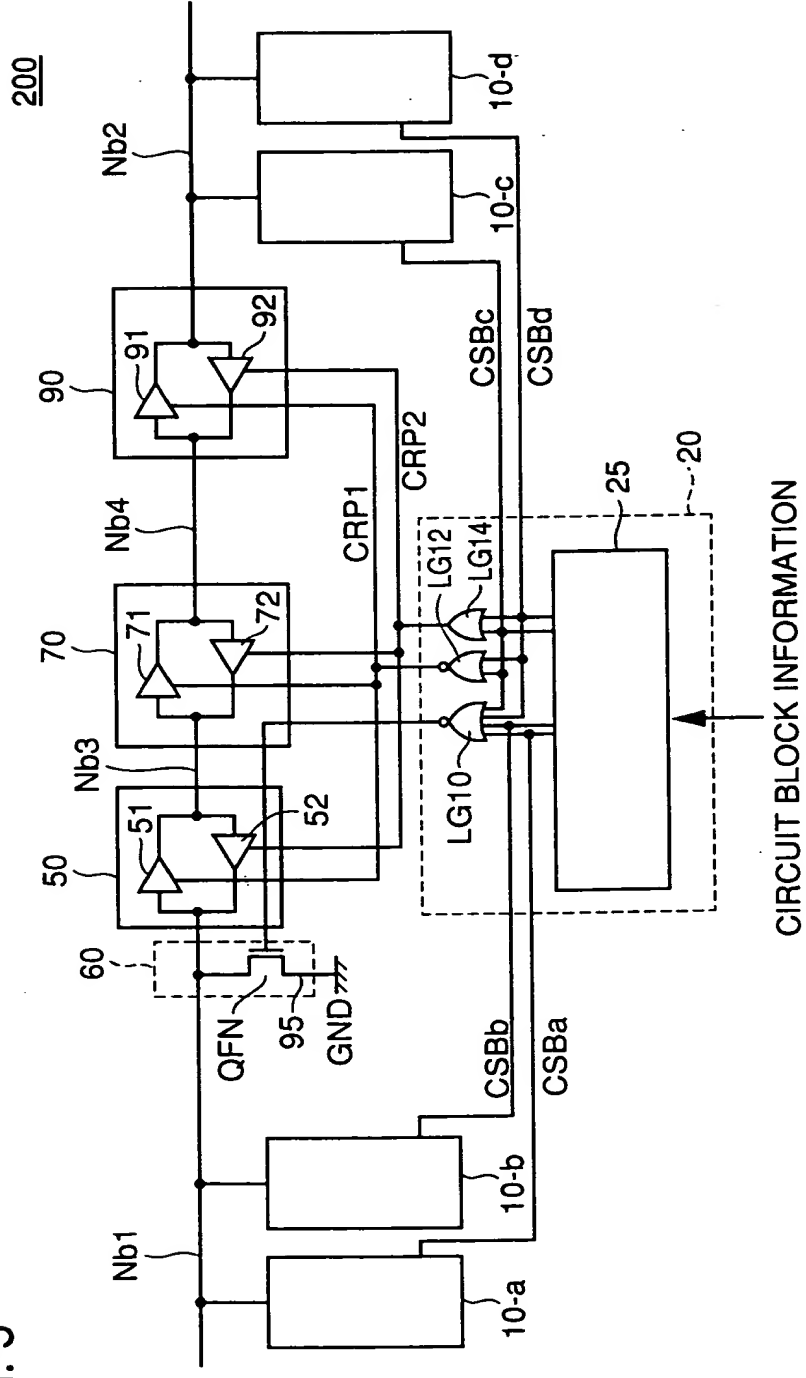 200
Nb2
10-d
10-c
90
91
92
Nb4
CRP1
CRP2
CSBc
CSBd
70
71
72
Nb3
50
51
52
60
QFN
95
GND
LG10
LG12
LG14
20
25
CSBb
CSBa
Nb1
10-b
10-a
CIRCUIT BLOCK INFORMATION